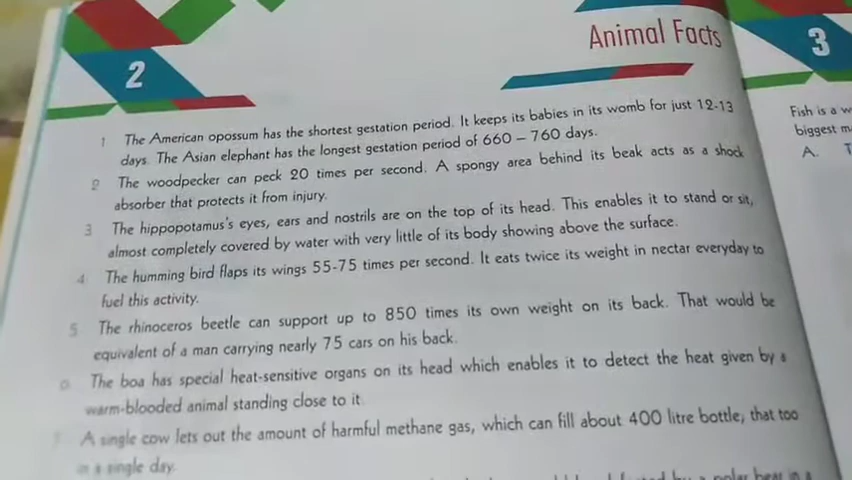 2
Animal Facts
1 The American opossum has the shortest gestation period. It keeps its babies in its womb for just 12-13
days. The Asian elephant has the longest gestation period of 660 – 760 days.
2 The woodpecker can peck 20 times per second. A spongy area behind its beak acts as a shock
absorber that protects it from injury.
3 The hippopotamus's eyes, ears and nostrils are on the top of its head. This enables it to stand or sit,
almost completely covered by water with very little of its body showing above the surface.
4 The humming bird flaps its wings 55-75 times per second. It eats twice its weight in nectar everyday to
fuel this activity.
5 The rhinoceros beetle can support up to 850 times its own weight on its back. That would be
equivalent of a man carrying nearly 75 cars on his back.
6 The boa has special heat-sensitive organs on its head which enables it to detect the heat given by a
warm-blooded animal standing close to it
7 A single cow lets out the amount of harmful methane gas, which can fill about 400 litre bottle, that too
in a single day.
by a polar bear in a
3
Fish is a
biggest
A.